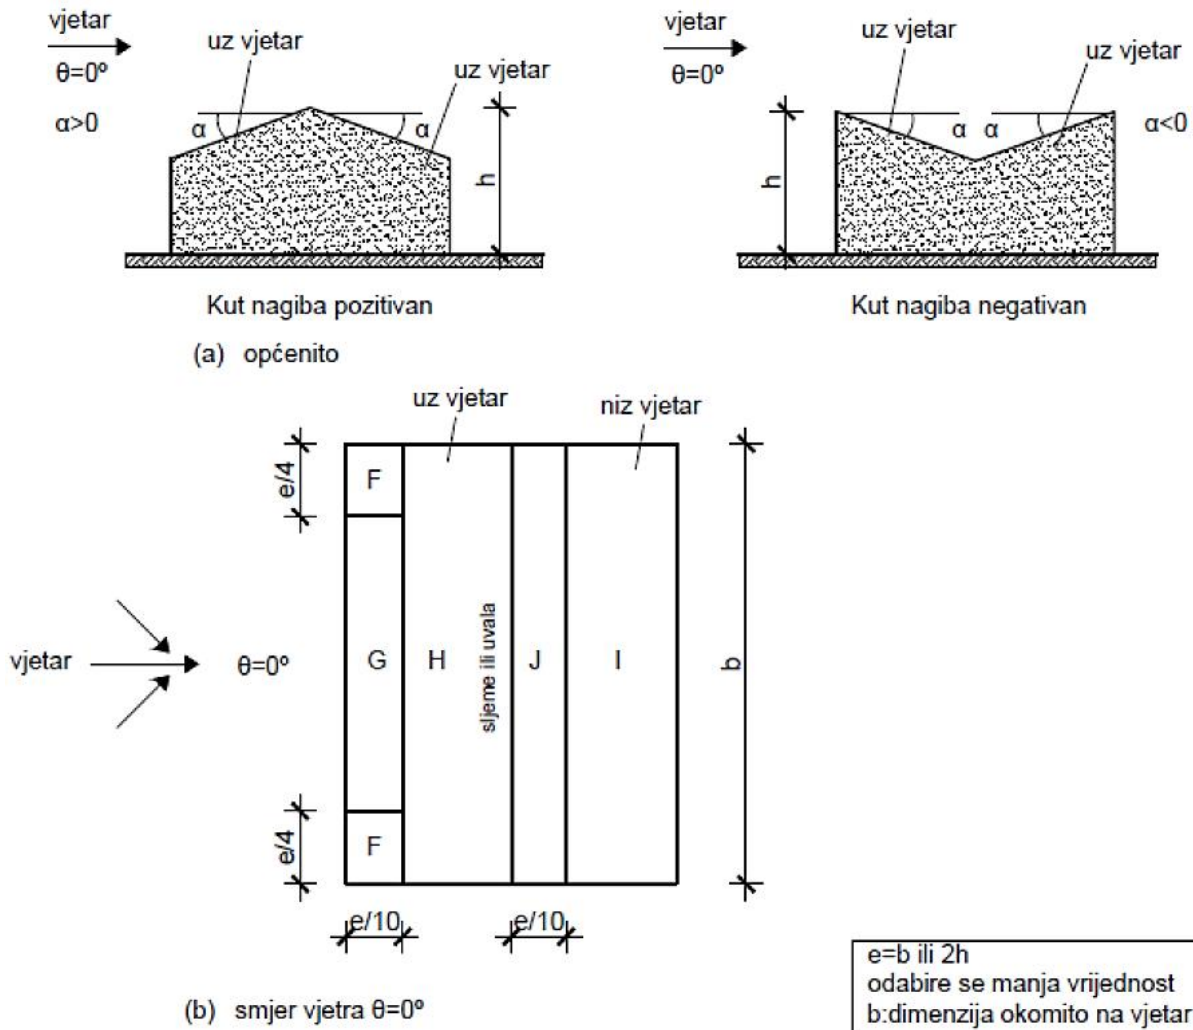 vjetar
θ=0º
α>0
uz vjetar
uz vjetar
α
α
h
Kut nagiba pozitivan
vjetar
θ=0º
uz vjetar
uz vjetar
α
α
α<0
h
Kut nagiba negativan
(a) općenito
uz vjetar
niz vjetar
e/4
F
vjetar
θ=0º
G
H
sljeme ili uvala
J
I
b
e/4
F
e/10
e/10
(b) smjer vjetra θ=0º
e=b ili 2h
odabire se manja vrijednost
b:dimenzija okomito na vjetar